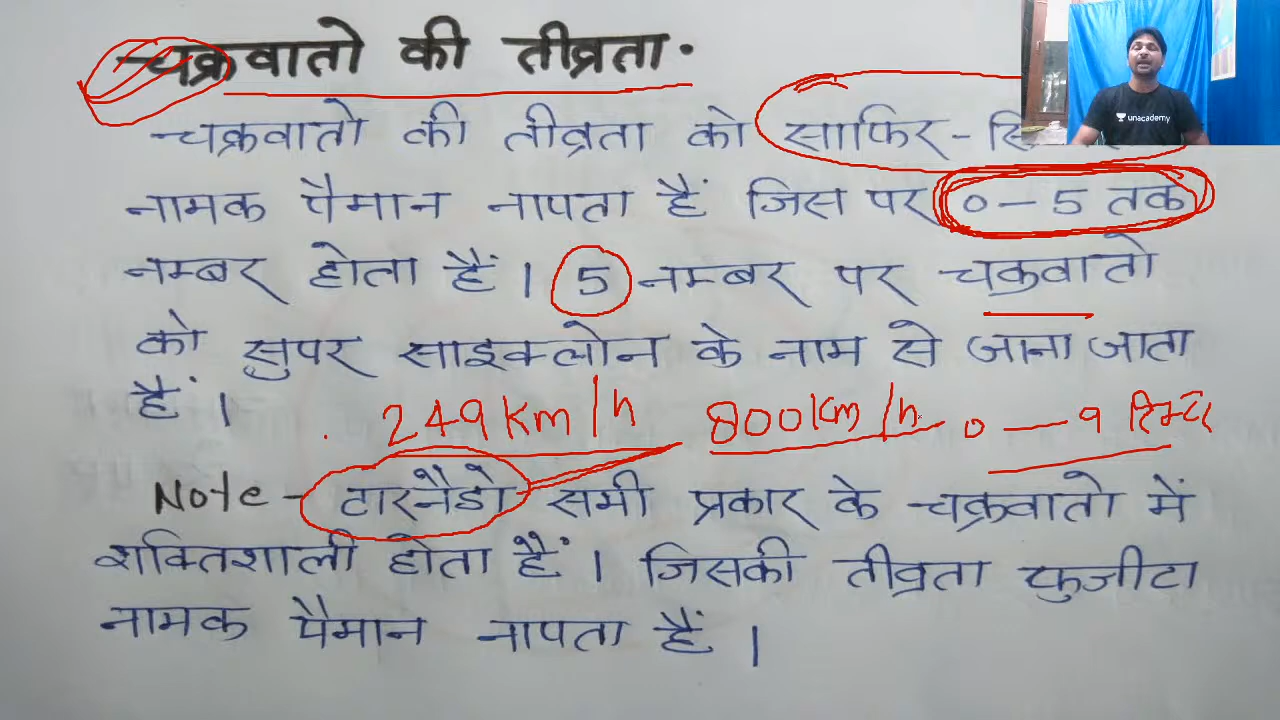 चक्रवातो की तीव्रता.
unacademy
चक्रवातो की तीव्रता को साफिर -
नामक पैमान नापता हैं जिस पर 0 – 5 तक
नम्बर होता हैं । 5 नम्बर पर चक्रवातो
को सुपर साइक्लोन के नाम से जाना जाता
हैं ।
249 km/h 800 km/h 0 — 9
Note - टारनैडो सभी प्रकार के चक्रवातो में
शक्तिशाली होता हैं । जिसकी तीव्रता फुजीटा
नामक पैमान नापता हैं ।